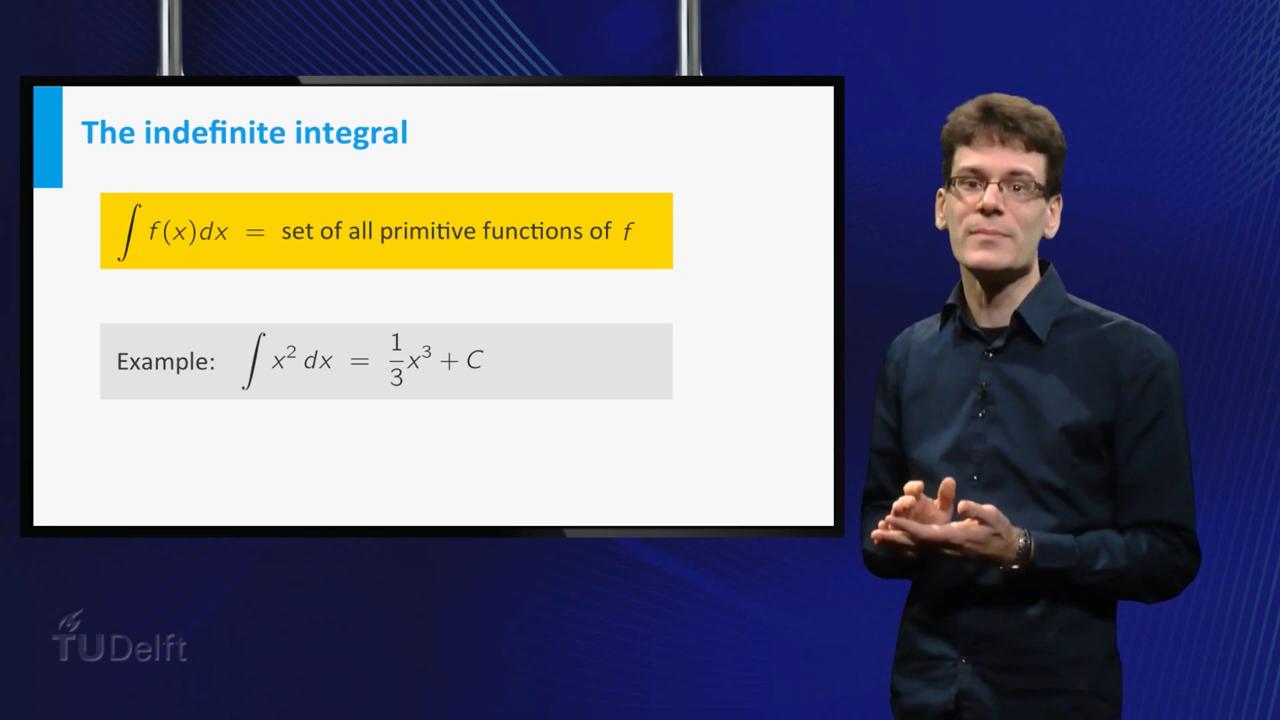 The indefinite integral
∫ f(x)dx = set of all primitive functions of f
Example: ∫ x² dx = 1/3 x³ + C
TUDelft